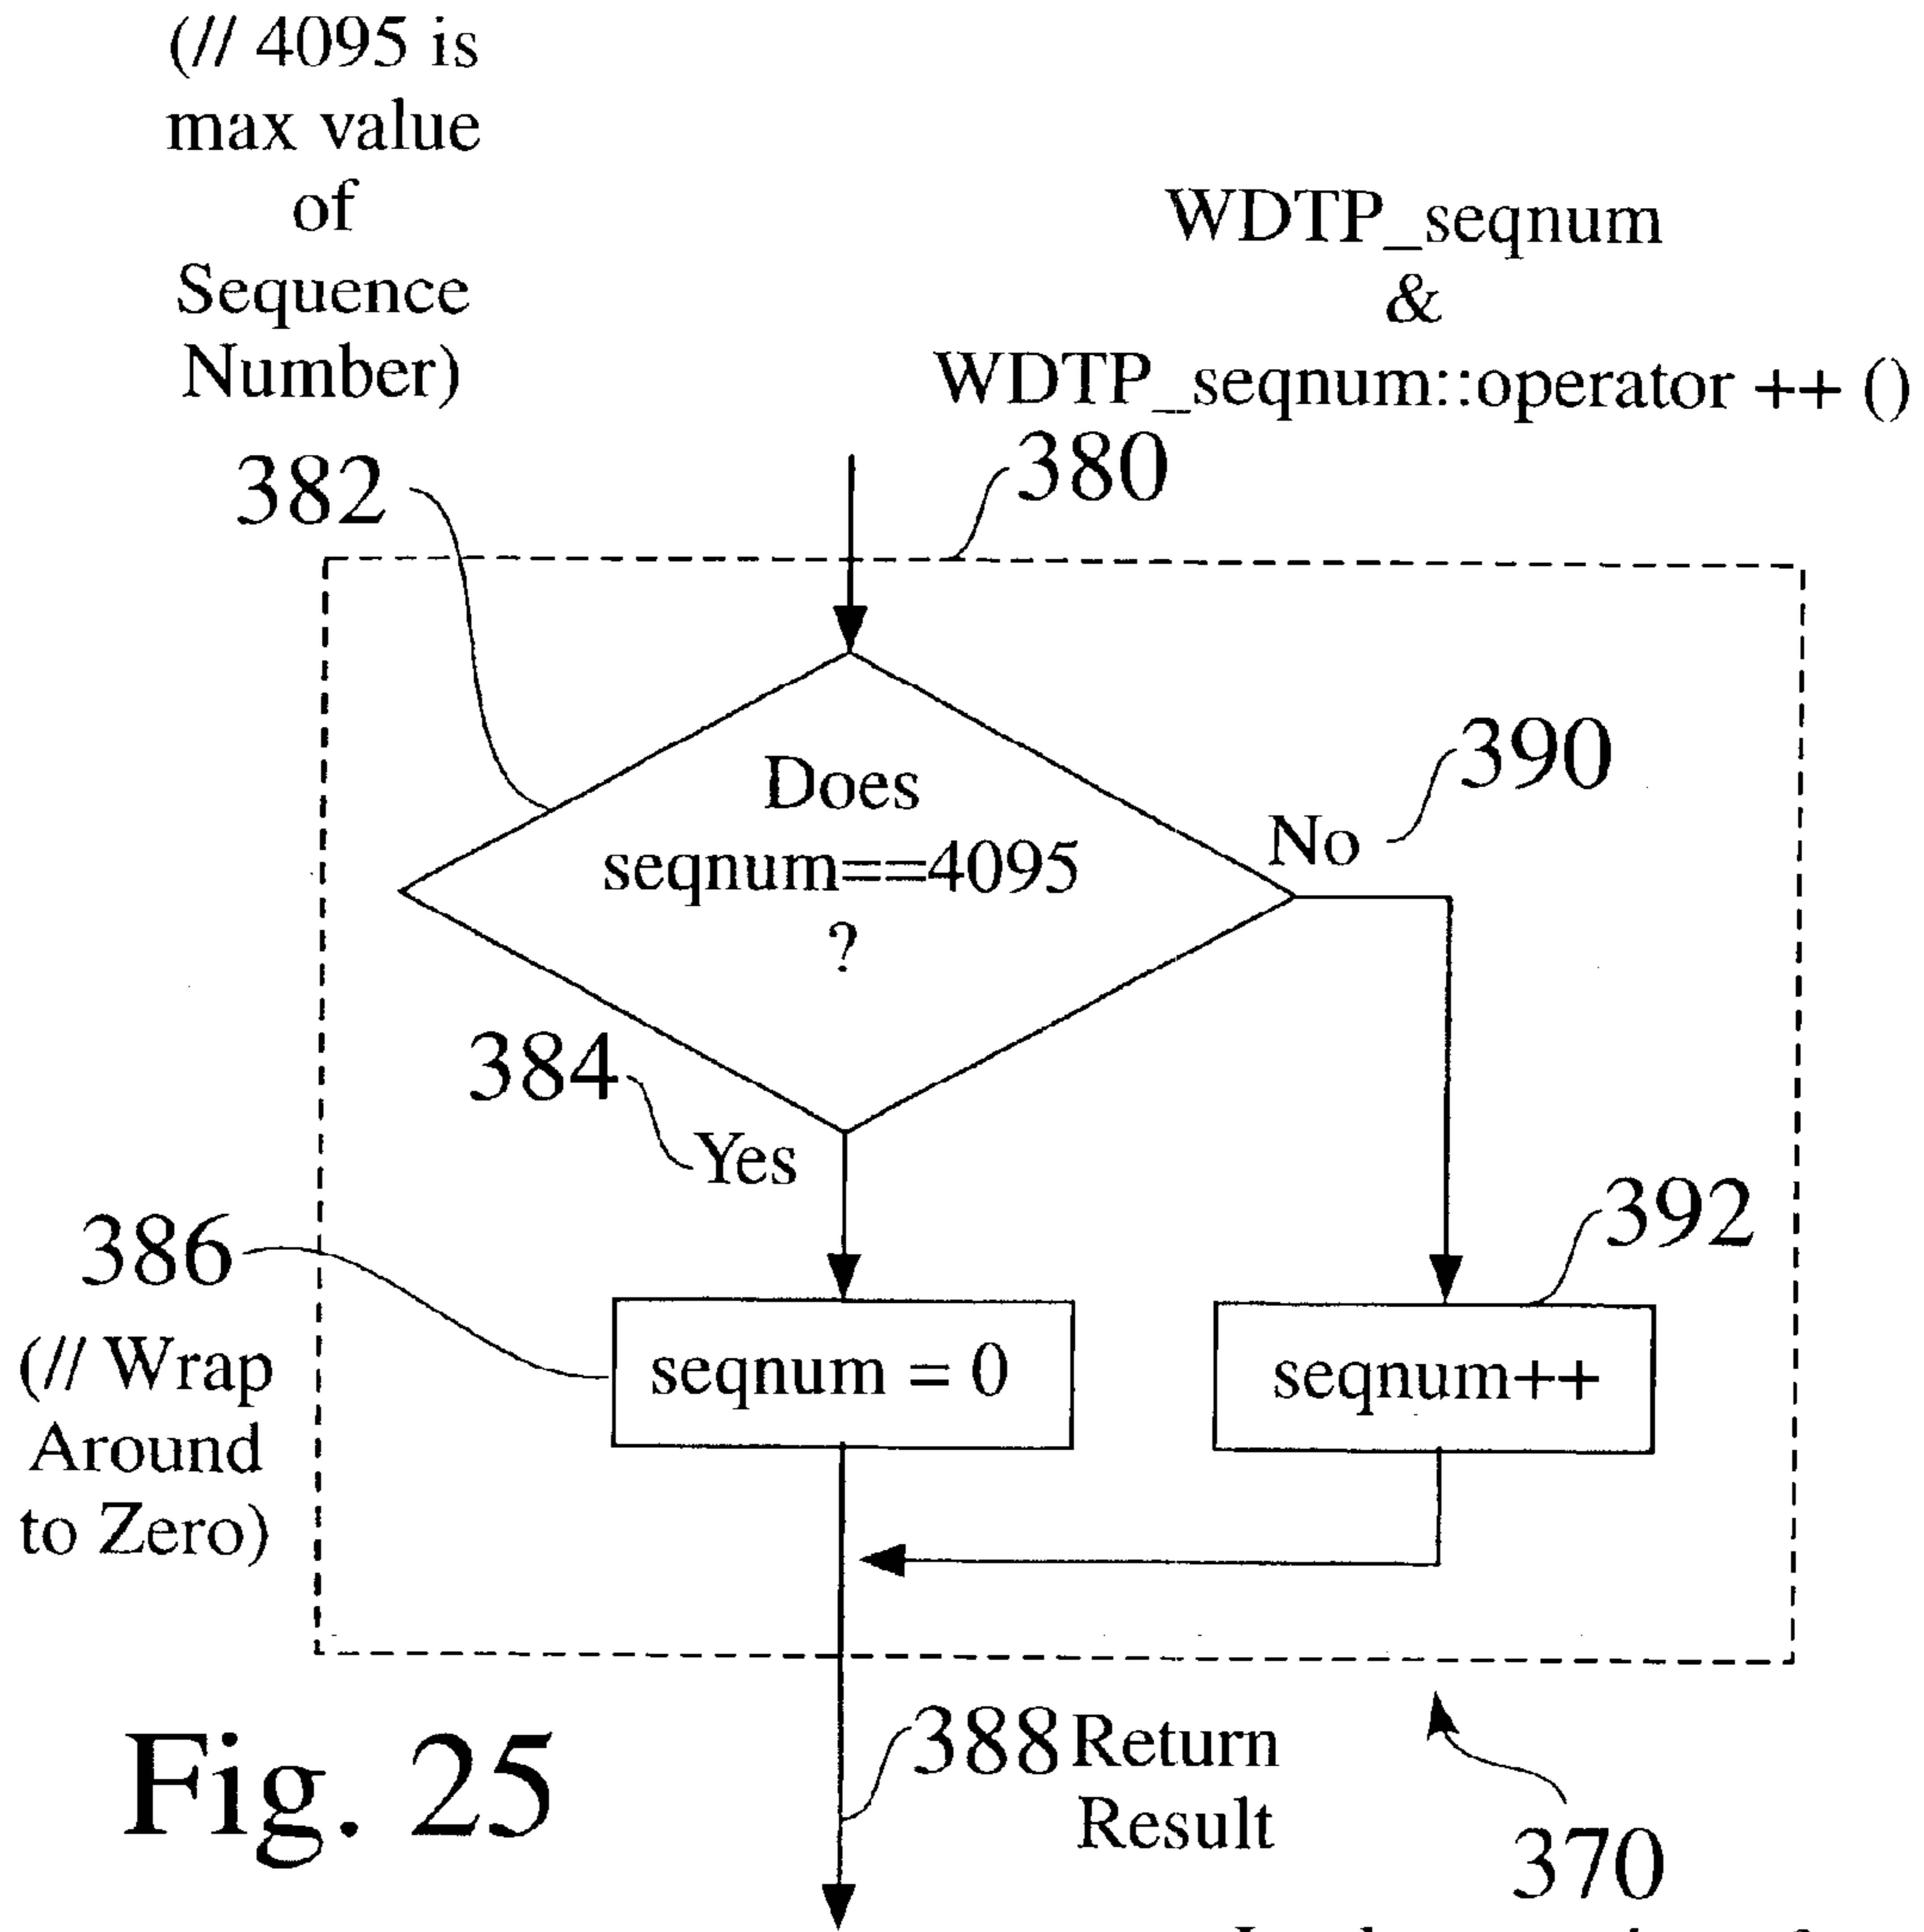 (// 4095 is
max value
of
Sequence
Number)
WDTP_seqnum
&
WDTP_seqnum::operator ++ ()
382
380
Does
seqnum==4095
?
390
No
384
Yes
386
(// Wrap
Around
to Zero)
392
seqnum = 0
seqnum++
388 Return
Result
370
Fig. 25